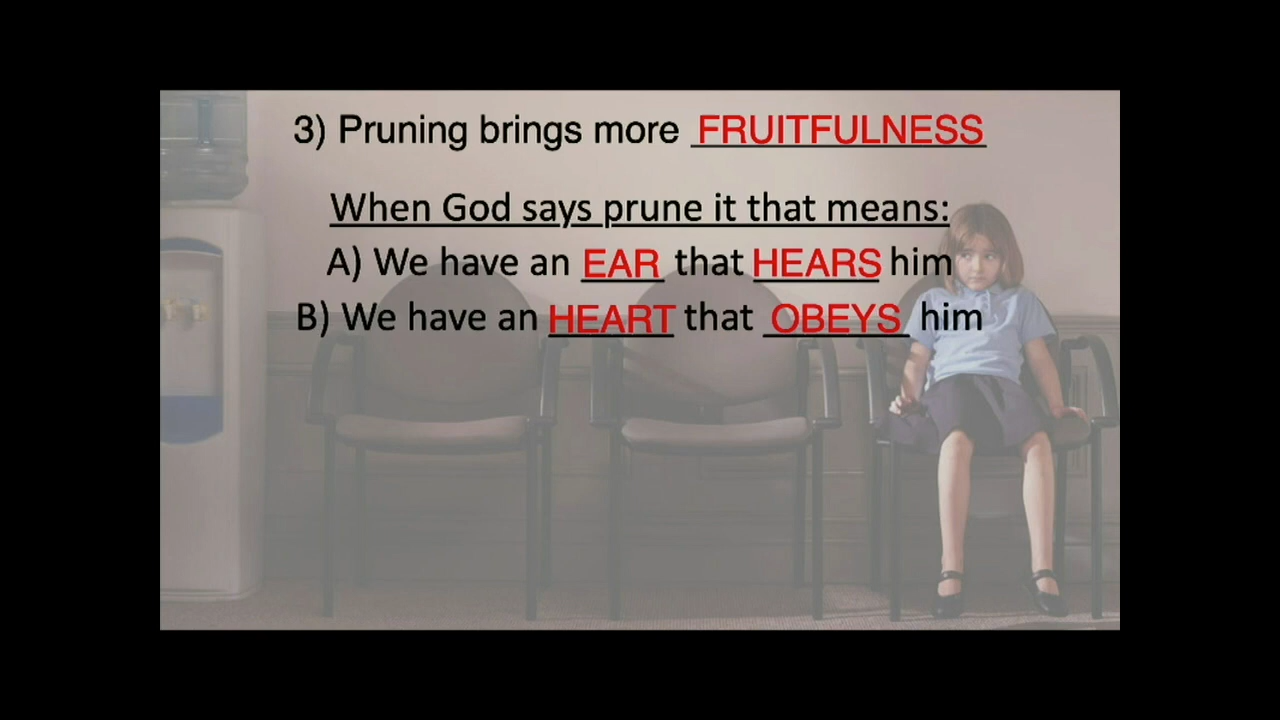 3) Pruning brings more FRUITFULNESS
When God says prune it that means:
A) We have an EAR that HEARS him
B) We have an HEART that OBEYS him